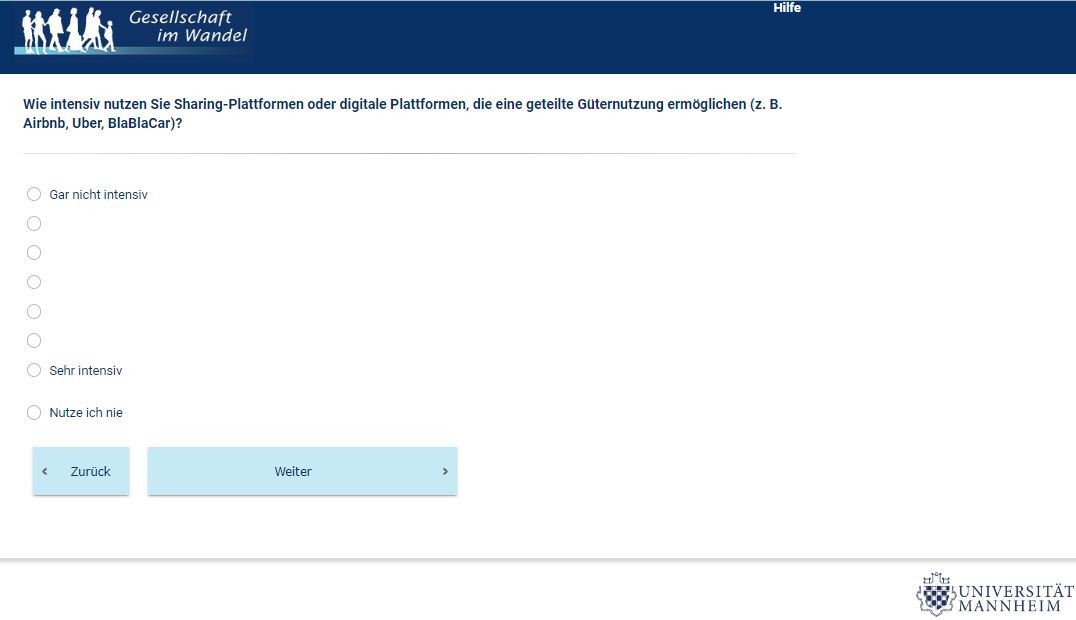 Gesellschaft
im Wandel
Hilfe
Wie intensiv nutzen Sie Sharing-Plattformen oder digitale Plattformen, die eine geteilte Güternutzung ermöglichen (z. B.
Airbnb, Uber, BlaBlaCar)?
Gar nicht intensiv
Sehr intensiv
Nutze ich nie
‹ Zurück
Weiter ›
UNIVERSITÄT
MANNHEIM